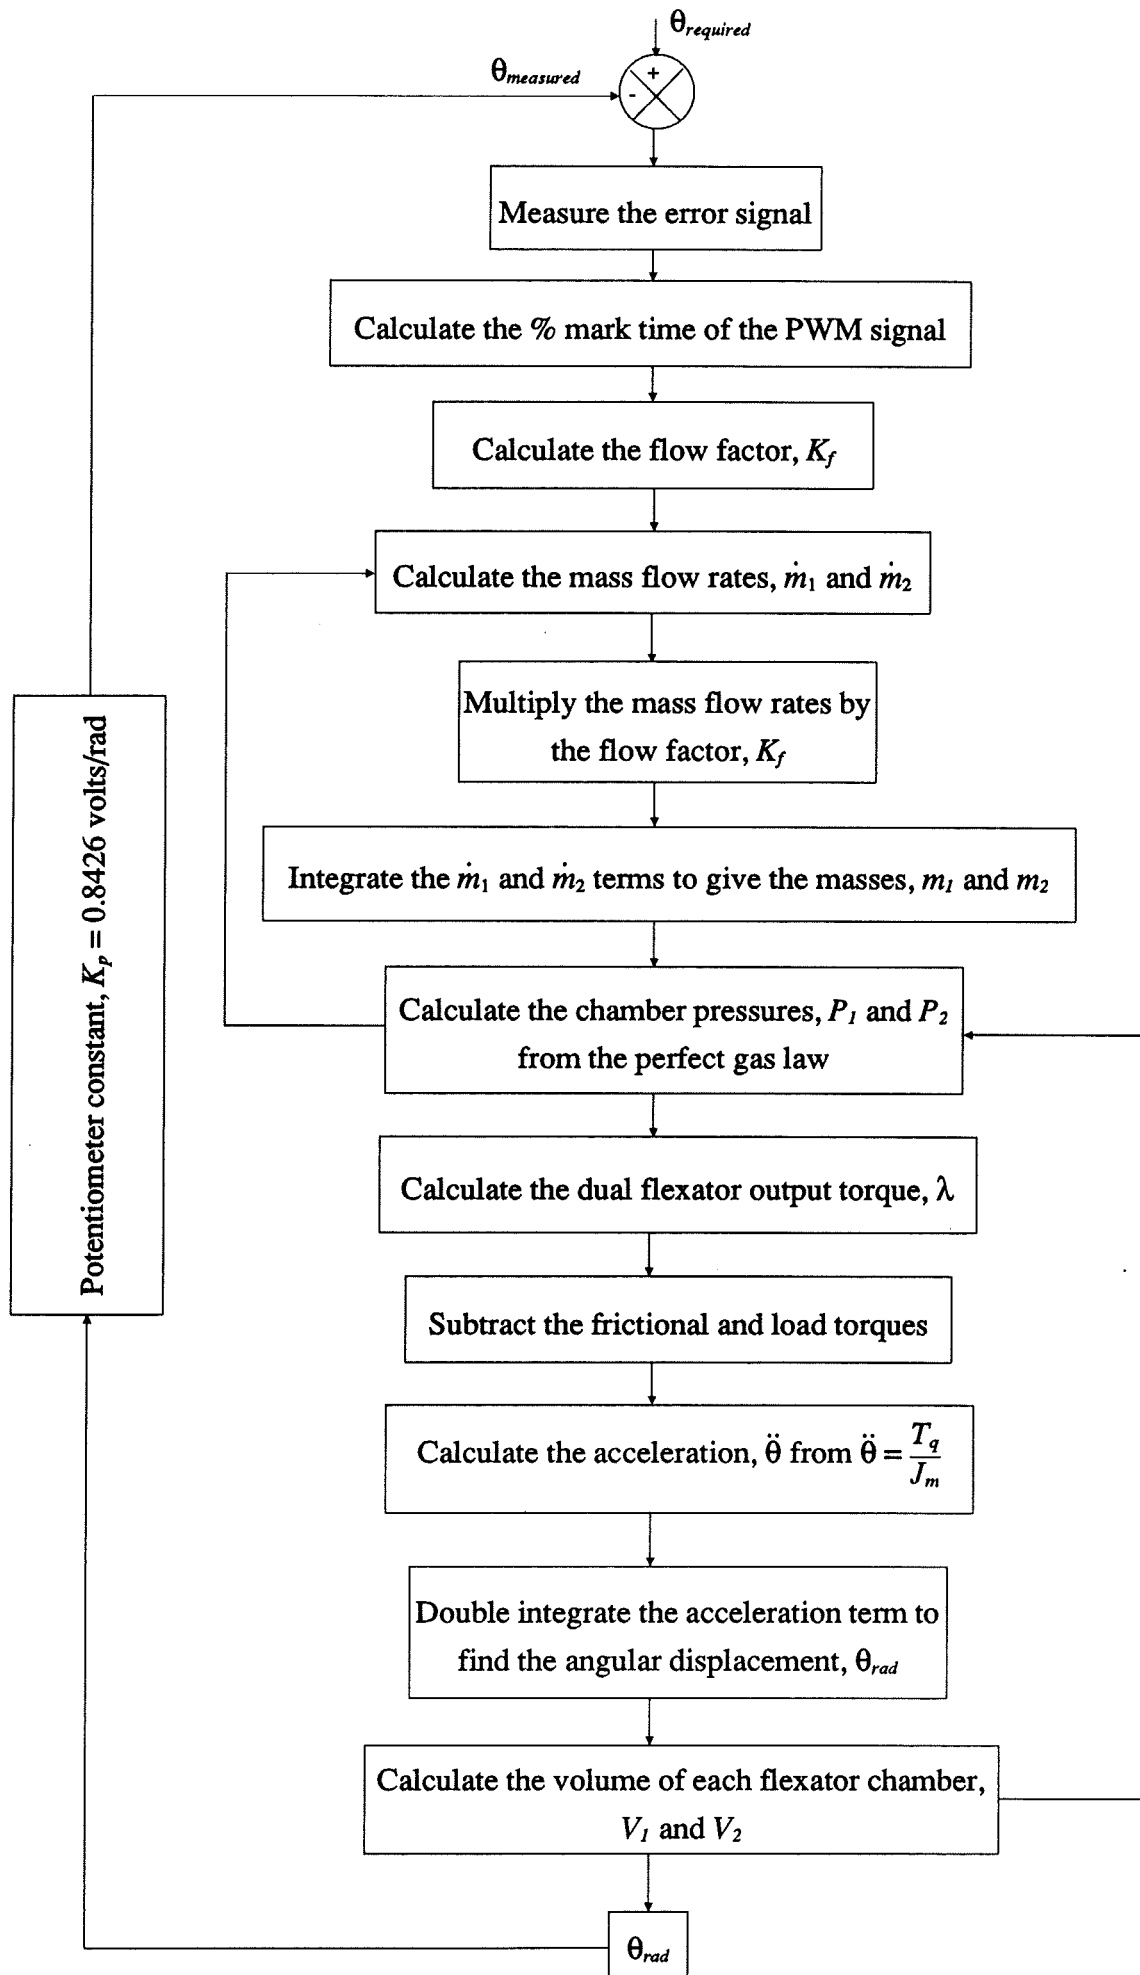 θrequired
θmeasured
+
-
Measure the error signal
Calculate the % mark time of the PWM signal
Calculate the flow factor, Kf
Calculate the mass flow rates, ṁ1 and ṁ2
Multiply the mass flow rates by
the flow factor, Kf
Integrate the ṁ1 and ṁ2 terms to give the masses, m1 and m2
Potentiometer constant, Kp = 0.8426 volts/rad
Calculate the chamber pressures, P1 and P2
from the perfect gas law
Calculate the dual flexator output torque, λ
Subtract the frictional and load torques
Calculate the acceleration, θ̈ from θ̈ = Tq/Jm
Double integrate the acceleration term to
find the angular displacement, θrad
Calculate the volume of each flexator chamber,
V1 and V2
θrad